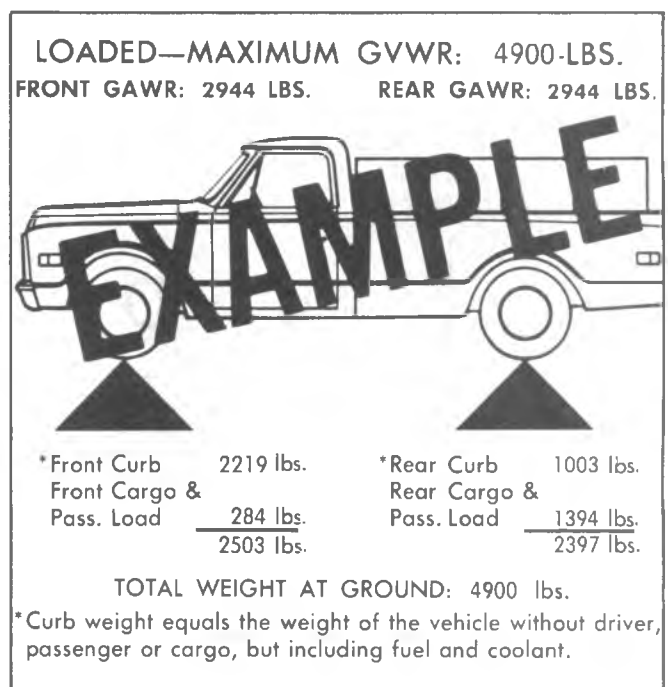 LOADED—MAXIMUM GVWR: 4900-LBS.
FRONT GAWR: 2944 LBS. REAR GAWR: 2944 LBS.
EXAMPLE
*Front Curb 2219 lbs. *Rear Curb 1003 lbs.
Front Cargo & Rear Cargo &
Pass. Load 284 lbs. Pass. Load 1394 lbs.
2503 lbs. 2397 lbs.
TOTAL WEIGHT AT GROUND: 4900 lbs.
*Curb weight equals the weight of the vehicle without driver,
passenger or cargo, but including fuel and coolant.